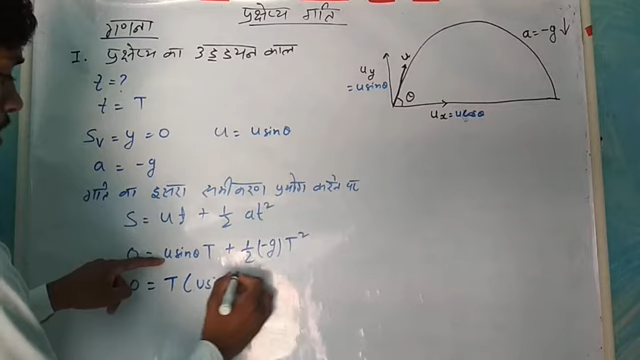 प्रक्षेप्य गति
गणना
I. प्रक्षेप्य का उड्डयन काल
t = ?
t = T
Sv = y = 0 u = usinθ
a = -g
गति का दूसरा समीकरण प्रयोग करने पर
S = ut + 1/2 at²
0 = usinθ T + 1/2 (-g) T²
0 = T (usi
a = -g ↓
uy
= usinθ
u
θ
ux = ucosθ